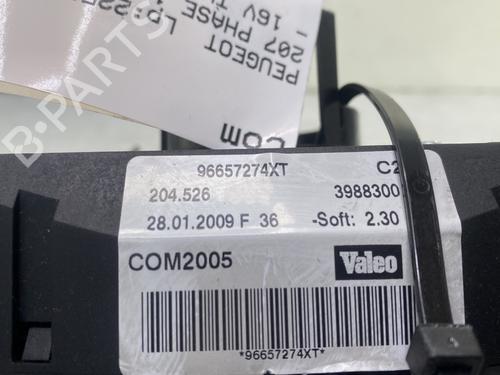 PEUGEOT
207 PHASE 1
- 16V T
COM
96657274XT C2
204.526 3988300
28.01.2009 F 36 -Soft: 2.30
COM2005 Valeo
*96657274XT*
B-PARTS